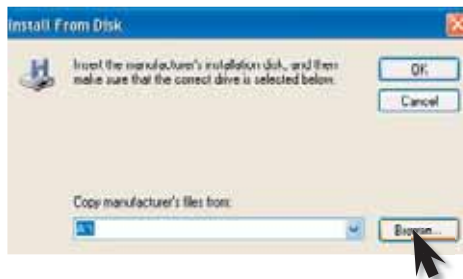 Install From Disk
Insert the manufacturer's installation disk, and then
make sure that the correct drive is selected below.
OK
Cancel
Copy manufacturer's files from:
A:\
Browse...